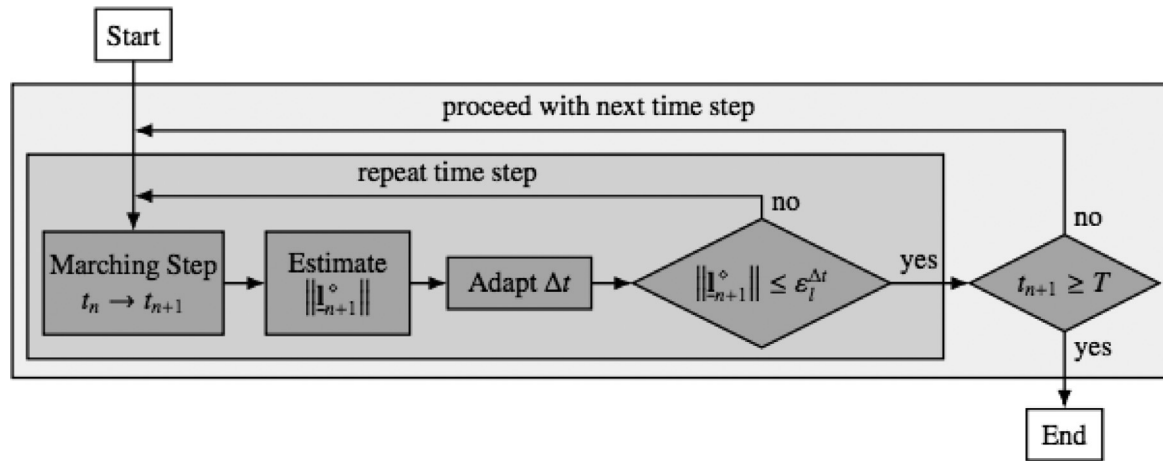 Start
proceed with next time step
repeat time step
no
no
Marching Step
tₙ → tₙ₊₁
Estimate
‖l̲°ₙ₊₁‖
Adapt Δt
‖l̲°ₙ₊₁‖ ≤ εₗ^Δt
yes
tₙ₊₁ ≥ T
yes
End